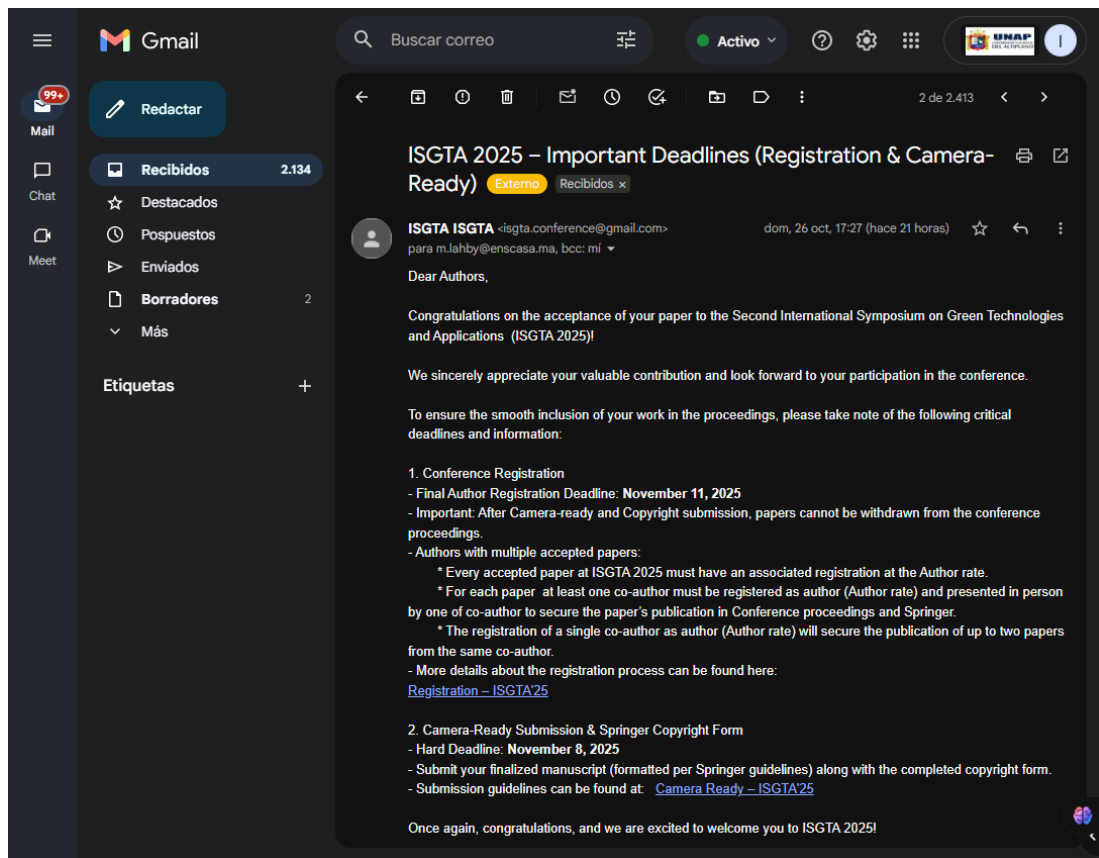 Gmail
Buscar correo
Activo
UNAP
I
99+
Mail
Chat
Meet
Redactar
Recibidos 2.134
Destacados
Pospuestos
Enviados
Borradores 2
Más
Etiquetas
2 de 2.413
ISGTA 2025 – Important Deadlines (Registration & Camera-
Ready) Externo Recibidos x
ISGTA ISGTA <isgta.conference@gmail.com> dom, 26 oct, 17:27 (hace 21 horas)
para m.lahby@enscasa.ma, bcc: mí
Dear Authors,
Congratulations on the acceptance of your paper to the Second International Symposium on Green Technologies
and Applications (ISGTA 2025)!
We sincerely appreciate your valuable contribution and look forward to your participation in the conference.
To ensure the smooth inclusion of your work in the proceedings, please take note of the following critical
deadlines and information:
1. Conference Registration
- Final Author Registration Deadline: November 11, 2025
- Important: After Camera-ready and Copyright submission, papers cannot be withdrawn from the conference
proceedings.
- Authors with multiple accepted papers:
* Every accepted paper at ISGTA 2025 must have an associated registration at the Author rate.
* For each paper at least one co-author must be registered as author (Author rate) and presented in person
by one of co-author to secure the paper's publication in Conference proceedings and Springer.
* The registration of a single co-author as author (Author rate) will secure the publication of up to two papers
from the same co-author.
- More details about the registration process can be found here:
Registration – ISGTA'25
2. Camera-Ready Submission & Springer Copyright Form
- Hard Deadline: November 8, 2025
- Submit your finalized manuscript (formatted per Springer guidelines) along with the completed copyright form.
- Submission guidelines can be found at: Camera Ready – ISGTA'25
Once again, congratulations, and we are excited to welcome you to ISGTA 2025!